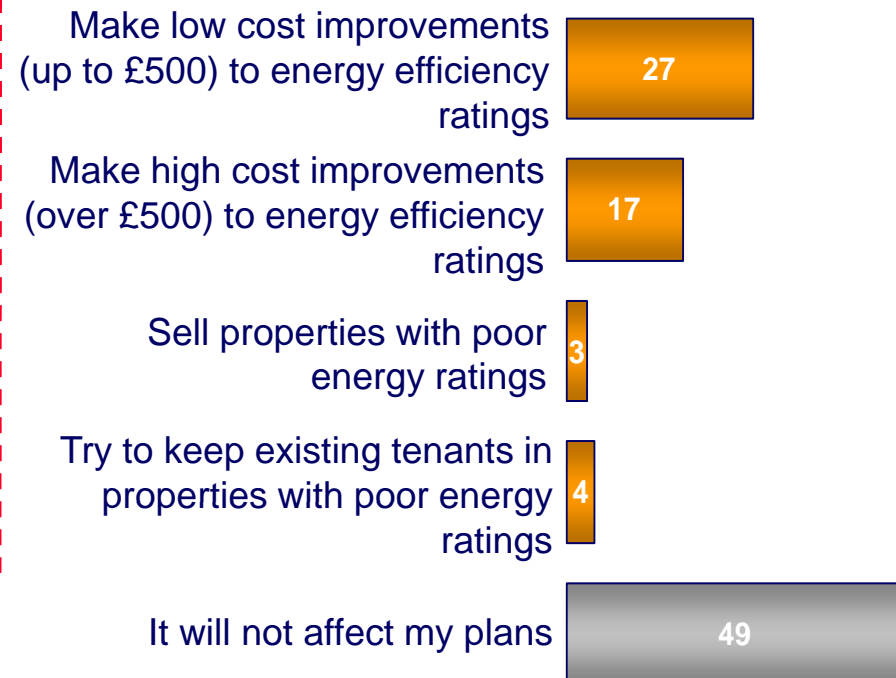 Make low cost improvements
(up to £500) to energy efficiency
ratings
27
Make high cost improvements
(over £500) to energy efficiency
ratings
17
Sell properties with poor
energy ratings
3
Try to keep existing tenants in
properties with poor energy
ratings
4
It will not affect my plans
49